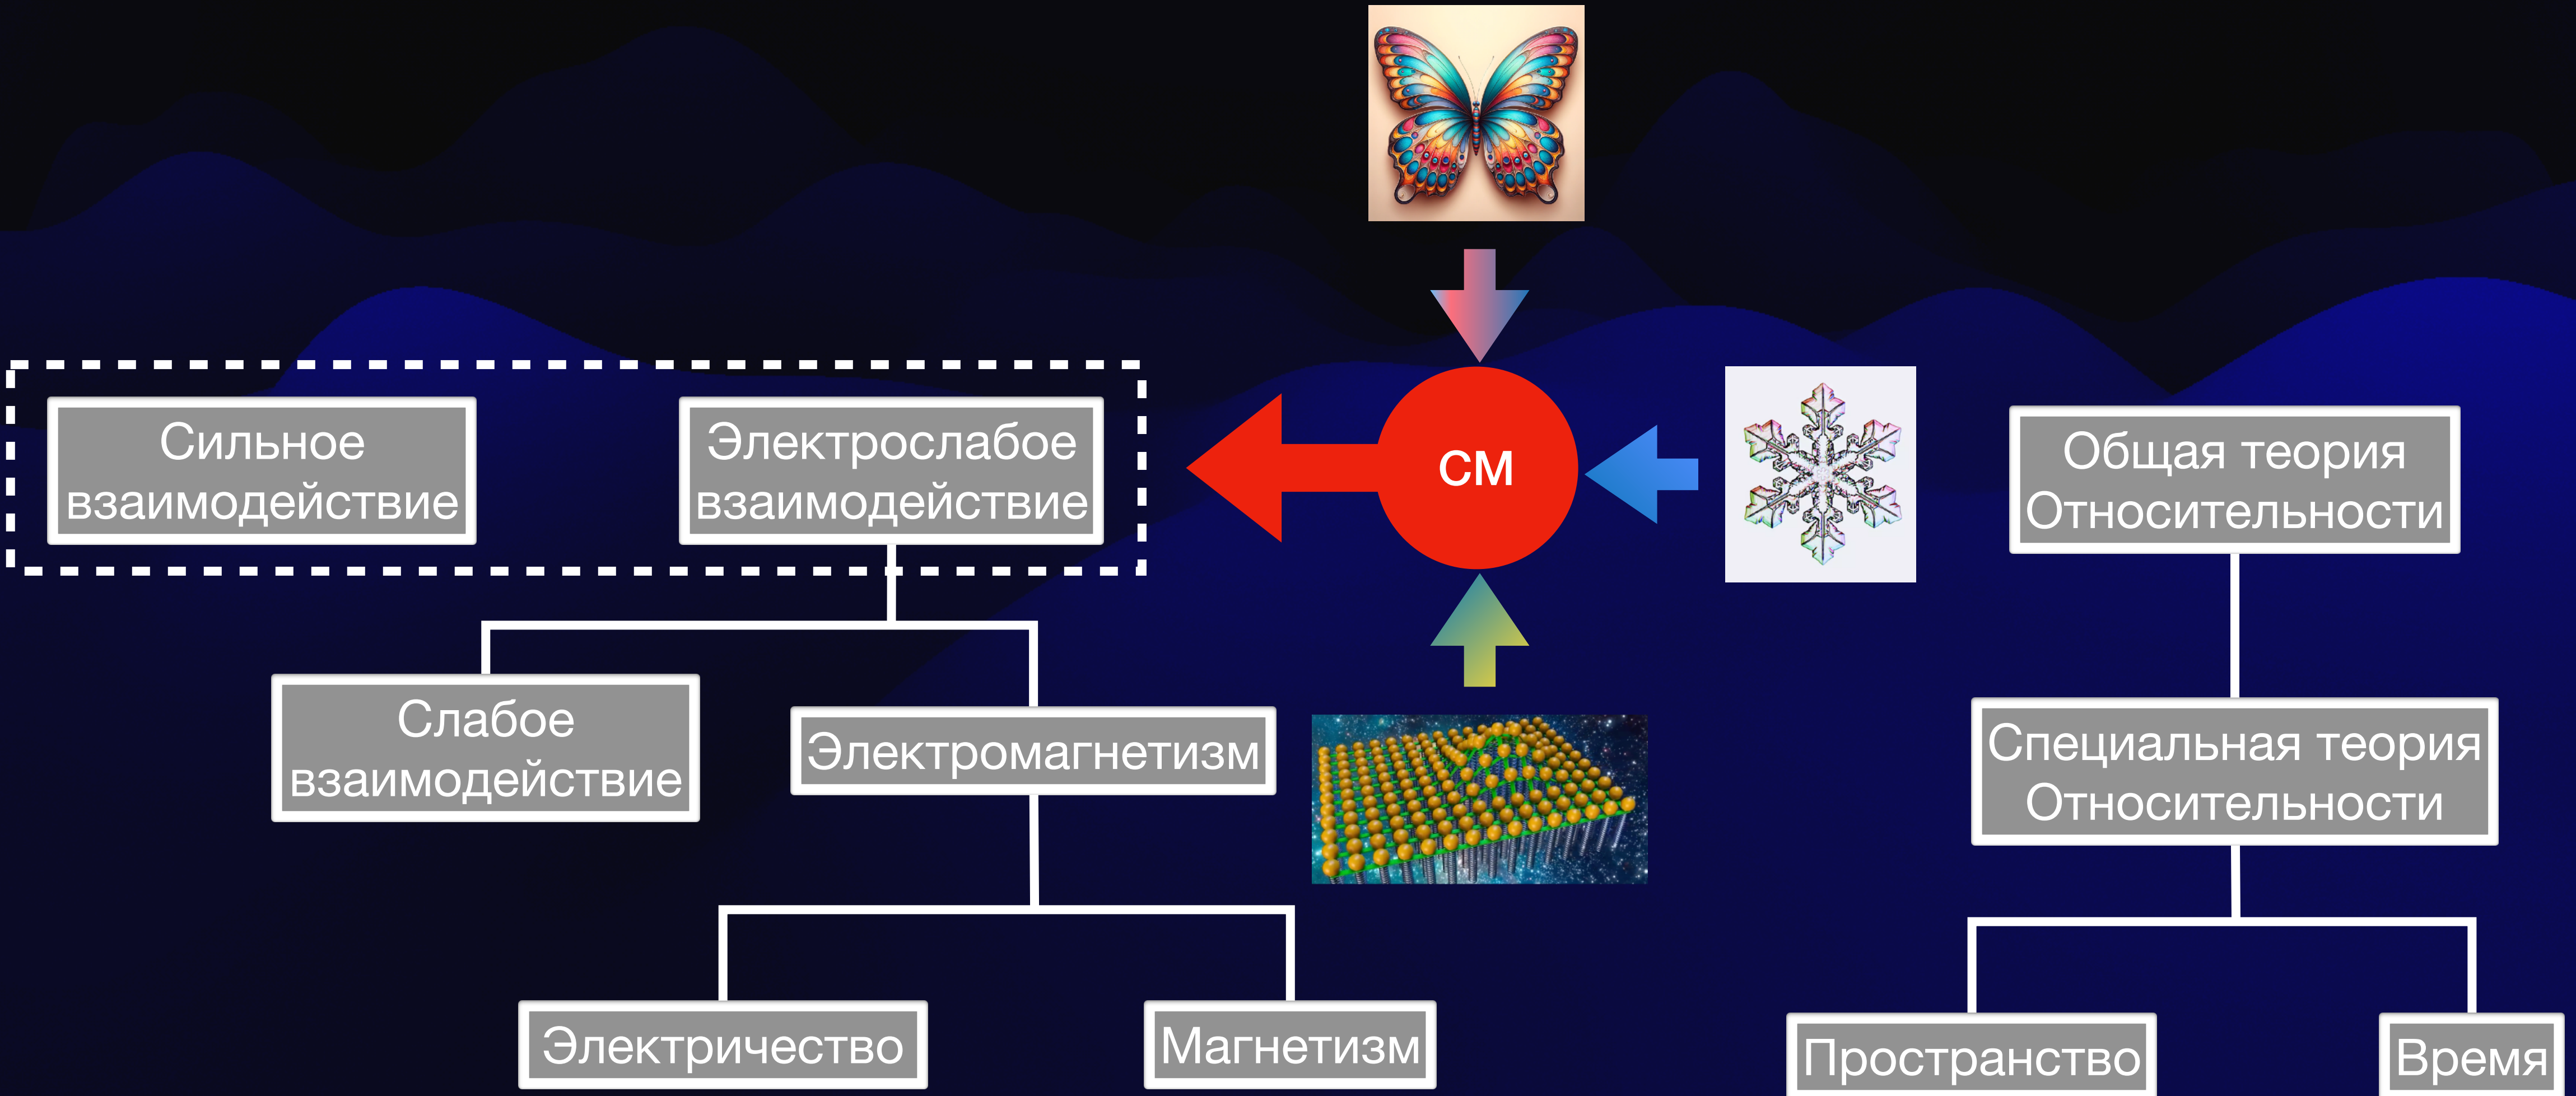 Сильное
взаимодействие
Электрослабое
взаимодействие
СМ
Общая теория
Относительности
Слабое
взаимодействие
Электромагнетизм
Специальная теория
Относительности
Электричество
Магнетизм
Пространство
Время